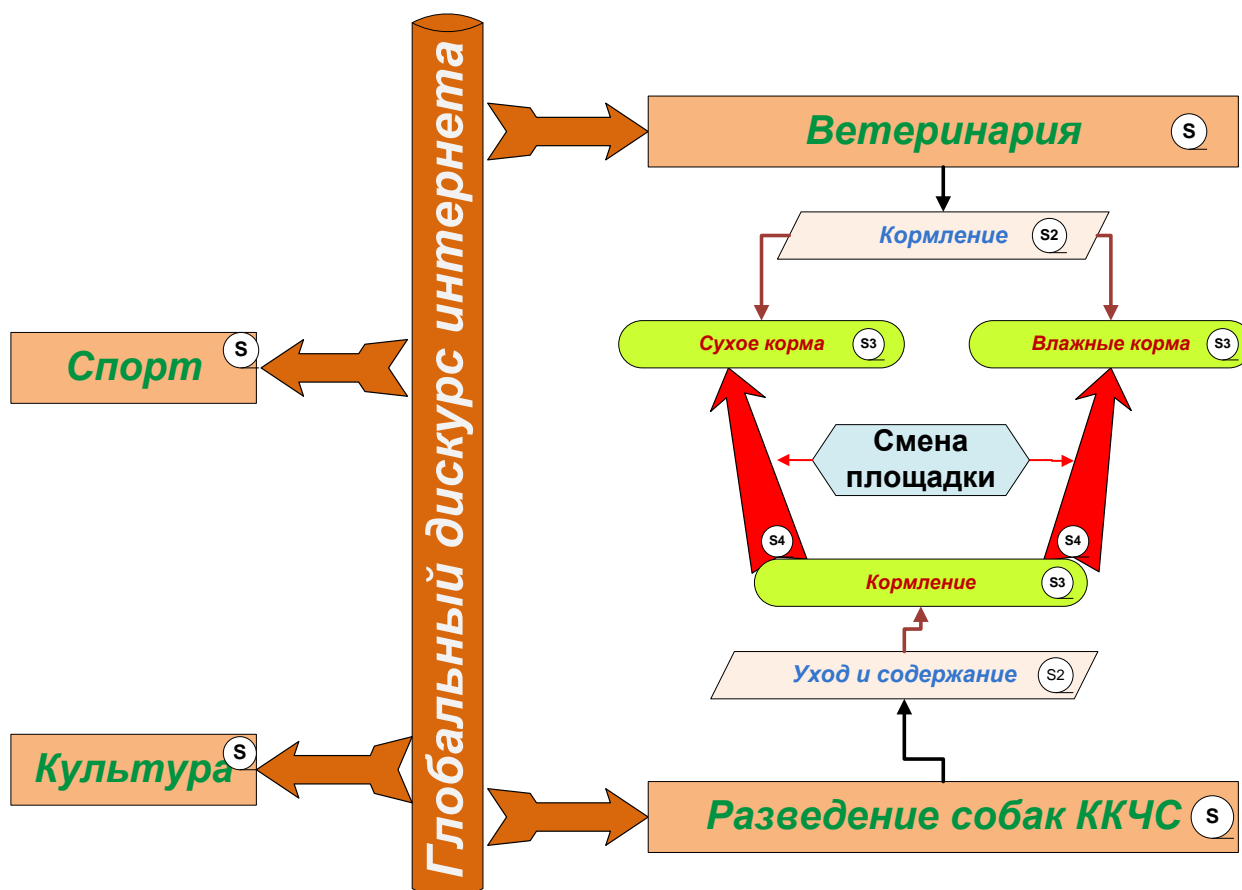 Глобальный дискурс интернета
Ветеринария S
Кормление S2
Сухое корма S3
Влажные корма S3
Спорт S
Смена
площадки
S4
S4
Кормление S3
Уход и содержание S2
Культура S
Разведение собак ККЧС S